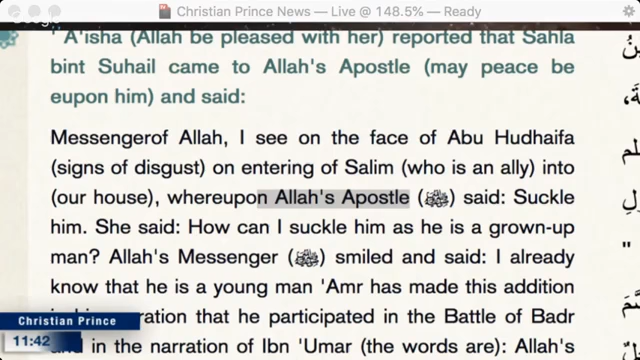 Christian Prince News — Live @ 148.5% — Ready
A'isha (Allah be pleased with her) reported that Sahla
bint Suhail came to Allah's Apostle (may peace be
eupon him) and said:
Messengerof Allah, I see on the face of Abu Hudhaifa
(signs of disgust) on entering of Salim (who is an ally) into
(our house), whereupon Allah's Apostle (ﷺ) said: Suckle
him. She said: How can I suckle him as he is a grown-up
man? Allah's Messenger (ﷺ) smiled and said: I already
know that he is a young man 'Amr has made this addition
ration that he participated in the Battle of Badr
in the narration of Ibn 'Umar (the words are): Allah's
Christian Prince
11:42